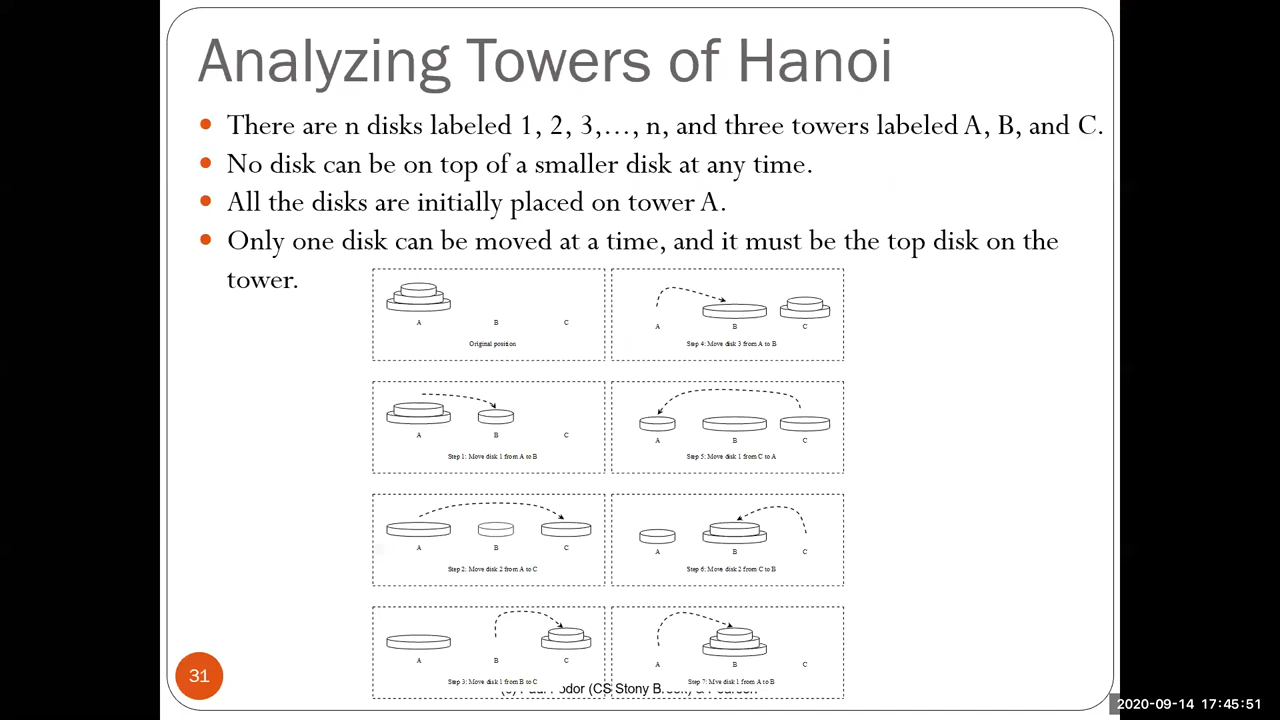 Analyzing Towers of Hanoi
• There are n disks labeled 1, 2, 3,…, n, and three towers labeled A, B, and C.
• No disk can be on top of a smaller disk at any time.
• All the disks are initially placed on tower A.
• Only one disk can be moved at a time, and it must be the top disk on the
tower.
A B C
Original position
A B C
Step 1: Move disk 1 from A to B
A B C
Step 2: Move disk 2 from A to C
A B C
Step 3: Move disk 1 from B to C
A B C
Step 4: Move disk 3 from A to B
A B C
Step 5: Move disk 1 from C to A
A B C
Step 6: Move disk 2 from C to B
A B C
Step 7: Mve disk 1 from A to B
31
(CS Stony
2020-09-14 17:45:51